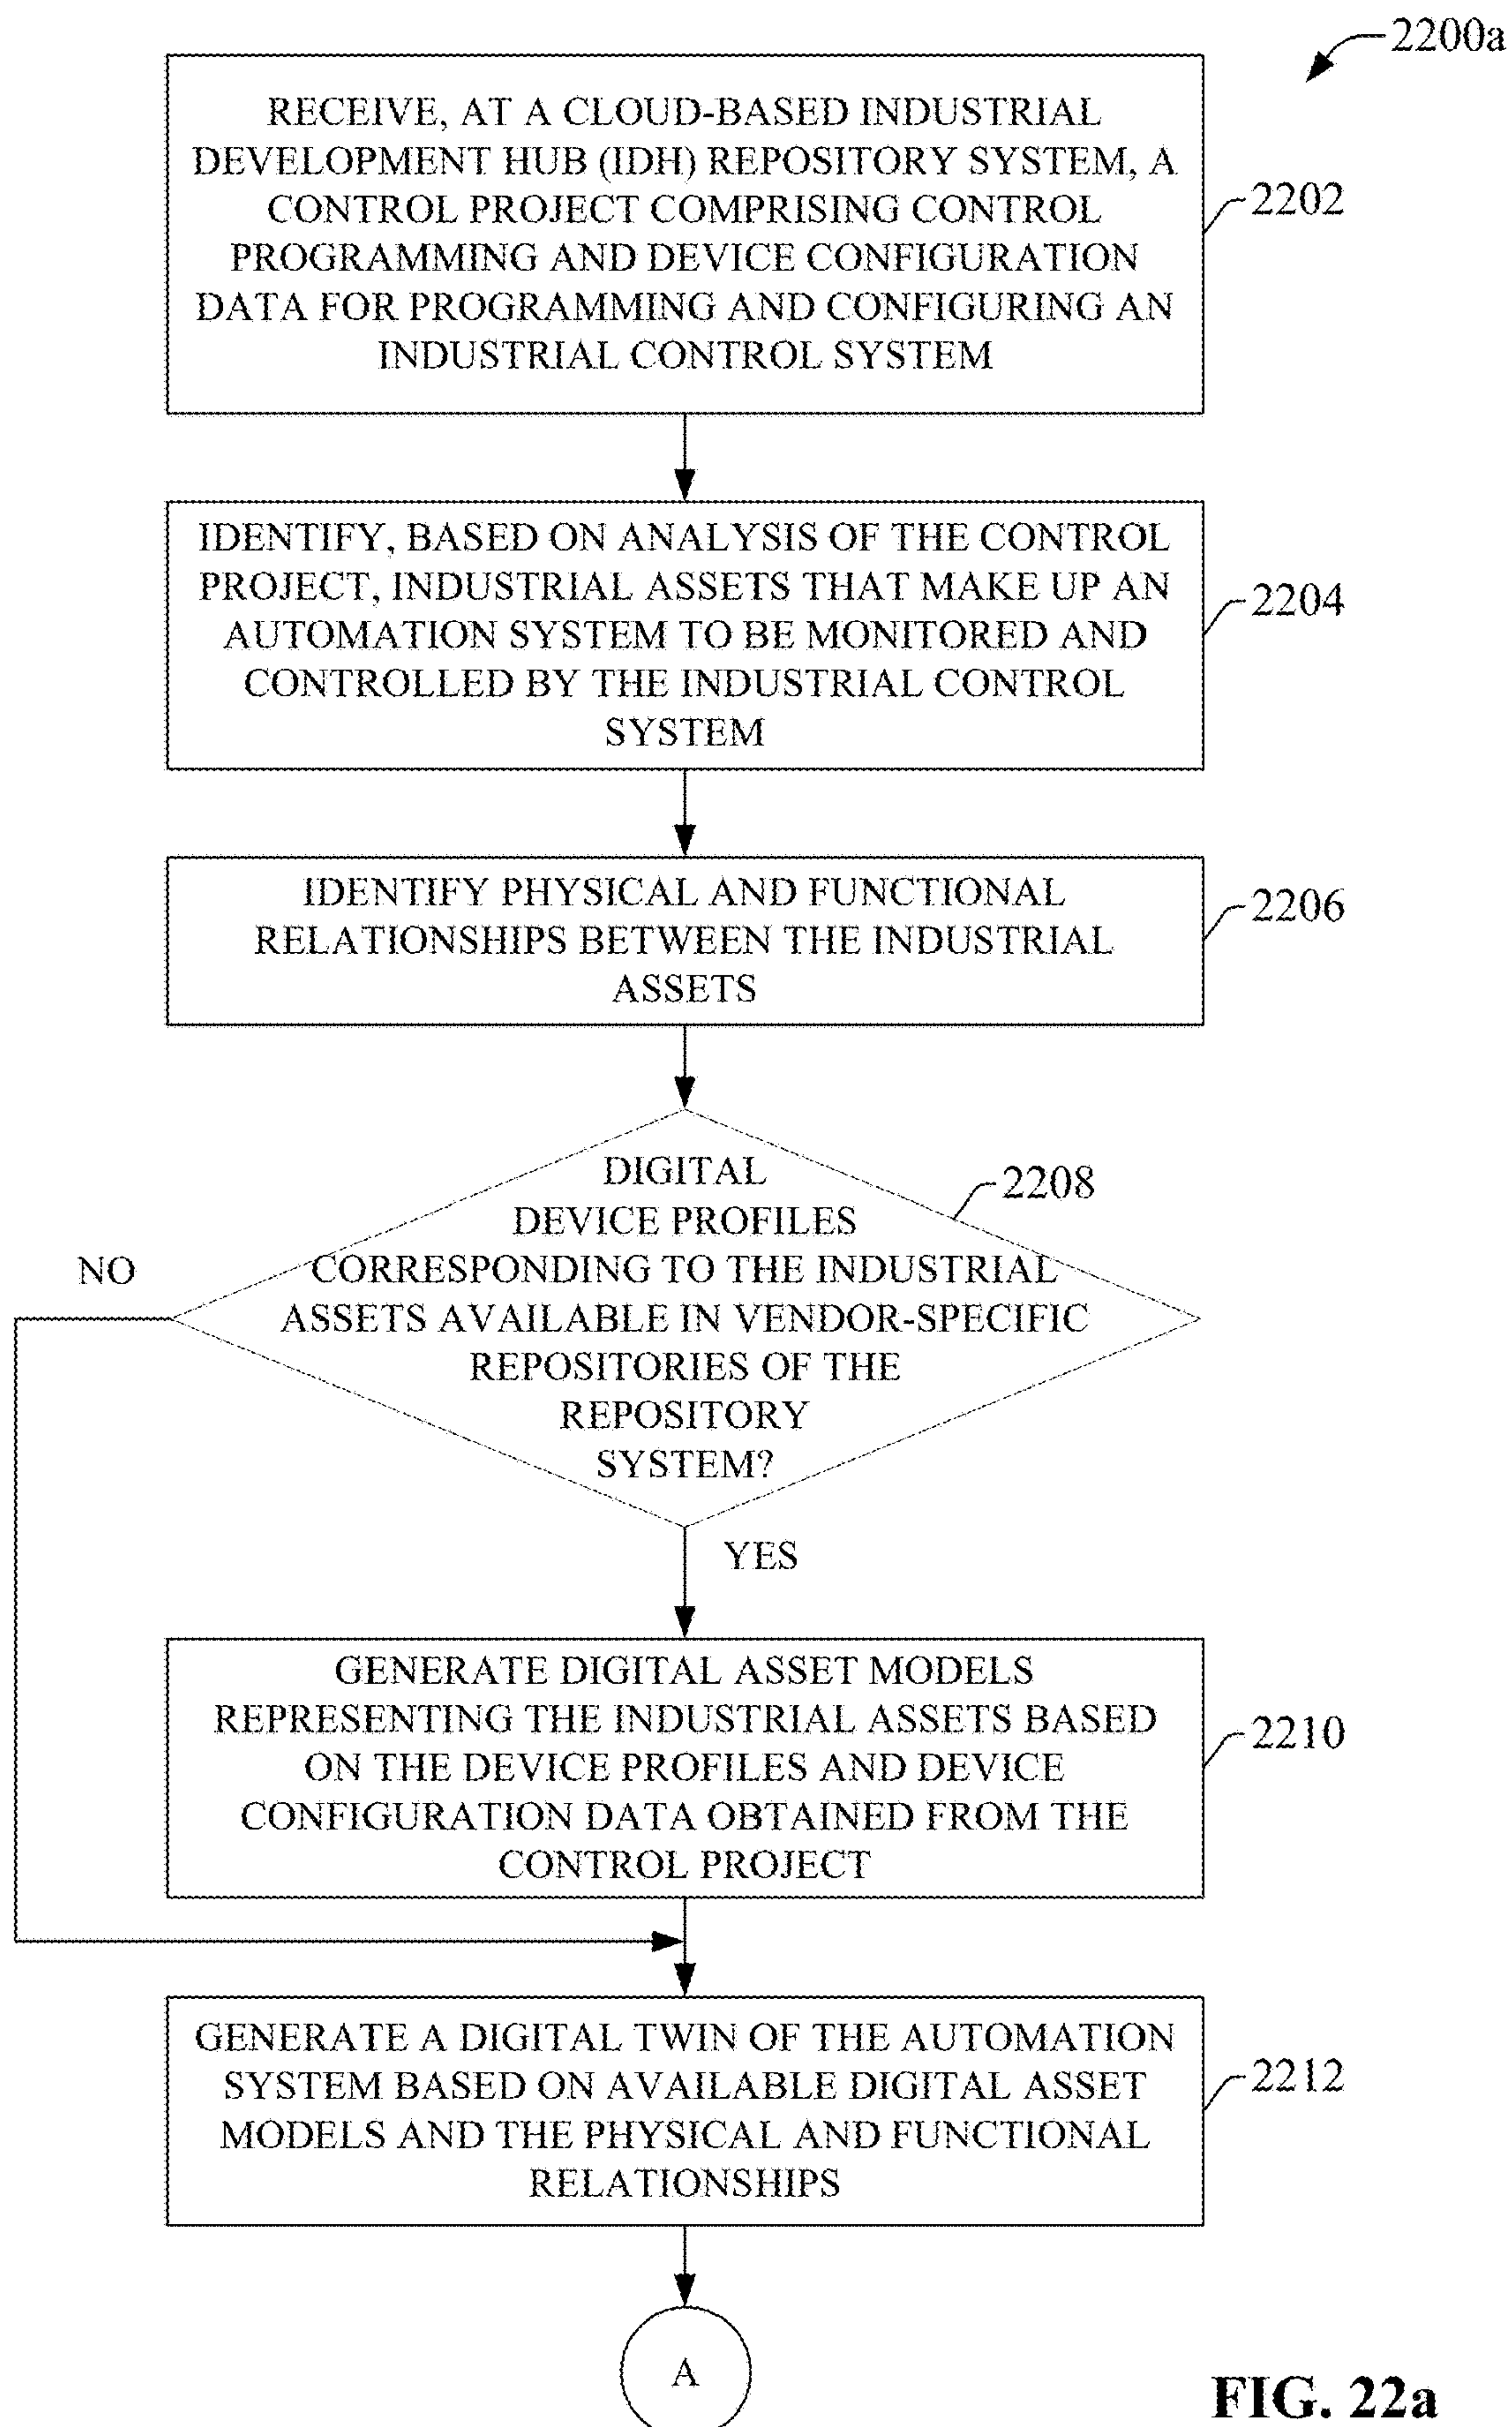 2200a
RECEIVE, AT A CLOUD-BASED INDUSTRIAL
DEVELOPMENT HUB (IDH) REPOSITORY SYSTEM, A
CONTROL PROJECT COMPRISING CONTROL
PROGRAMMING AND DEVICE CONFIGURATION
DATA FOR PROGRAMMING AND CONFIGURING AN
INDUSTRIAL CONTROL SYSTEM
2202
IDENTIFY, BASED ON ANALYSIS OF THE CONTROL
PROJECT, INDUSTRIAL ASSETS THAT MAKE UP AN
AUTOMATION SYSTEM TO BE MONITORED AND
CONTROLLED BY THE INDUSTRIAL CONTROL
SYSTEM
2204
IDENTIFY PHYSICAL AND FUNCTIONAL
RELATIONSHIPS BETWEEN THE INDUSTRIAL
ASSETS
2206
DIGITAL
DEVICE PROFILES
CORRESPONDING TO THE INDUSTRIAL
ASSETS AVAILABLE IN VENDOR-SPECIFIC
REPOSITORIES OF THE
REPOSITORY
SYSTEM?
2208
NO
YES
GENERATE DIGITAL ASSET MODELS
REPRESENTING THE INDUSTRIAL ASSETS BASED
ON THE DEVICE PROFILES AND DEVICE
CONFIGURATION DATA OBTAINED FROM THE
CONTROL PROJECT
2210
GENERATE A DIGITAL TWIN OF THE AUTOMATION
SYSTEM BASED ON AVAILABLE DIGITAL ASSET
MODELS AND THE PHYSICAL AND FUNCTIONAL
RELATIONSHIPS
2212
A
FIG. 22a